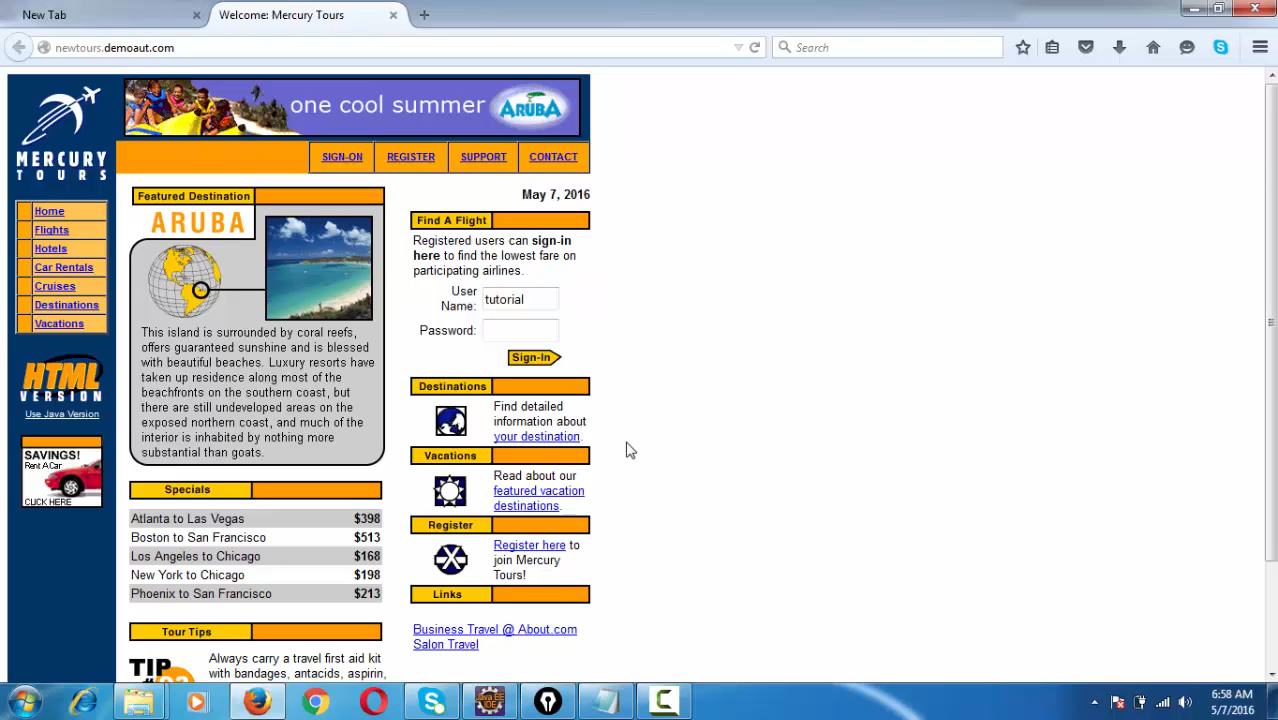 New Tab
Welcome: Mercury Tours
newtours.demoaut.com
Search
one cool summer
ARUBA
MERCURY
TOURS
SIGN-ON
REGISTER
SUPPORT
CONTACT
Home
Flights
Hotels
Car Rentals
Cruises
Destinations
Vacations
HTML
VERSION
Use Java Version
SAVINGS!
Rent A Car
CLICK HERE
Featured Destination
ARUBA
This island is surrounded by coral reefs,
offers guaranteed sunshine and is blessed
with beautiful beaches. Luxury resorts have
taken up residence along most of the
beachfronts on the southern coast, but
there are still undeveloped areas on the
exposed northern coast, and much of the
interior is inhabited by nothing more
substantial than goats.
Specials
Atlanta to Las Vegas $398
Boston to San Francisco $513
Los Angeles to Chicago $168
New York to Chicago $198
Phoenix to San Francisco $213
Tour Tips
TIP
Always carry a travel first aid kit
with bandages, antacids, aspirin,
May 7, 2016
Find A Flight
Registered users can sign-in
here to find the lowest fare on
participating airlines.
User
Name: tutorial
Password:
Sign-In
Destinations
Find detailed
information about
your destination.
Vacations
Read about our
featured vacation
destinations.
Register
Register here to
join Mercury
Tours!
Links
Business Travel @ About.com
Salon Travel
Java EE
IDE
6:58 AM
5/7/2016